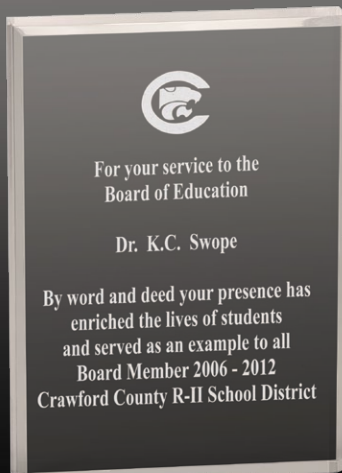 For your service to the
Board of Education
Dr. K.C. Swope
By word and deed your presence has
enriched the lives of students
and served as an example to all
Board Member 2006 - 2012
Crawford County R-II School District